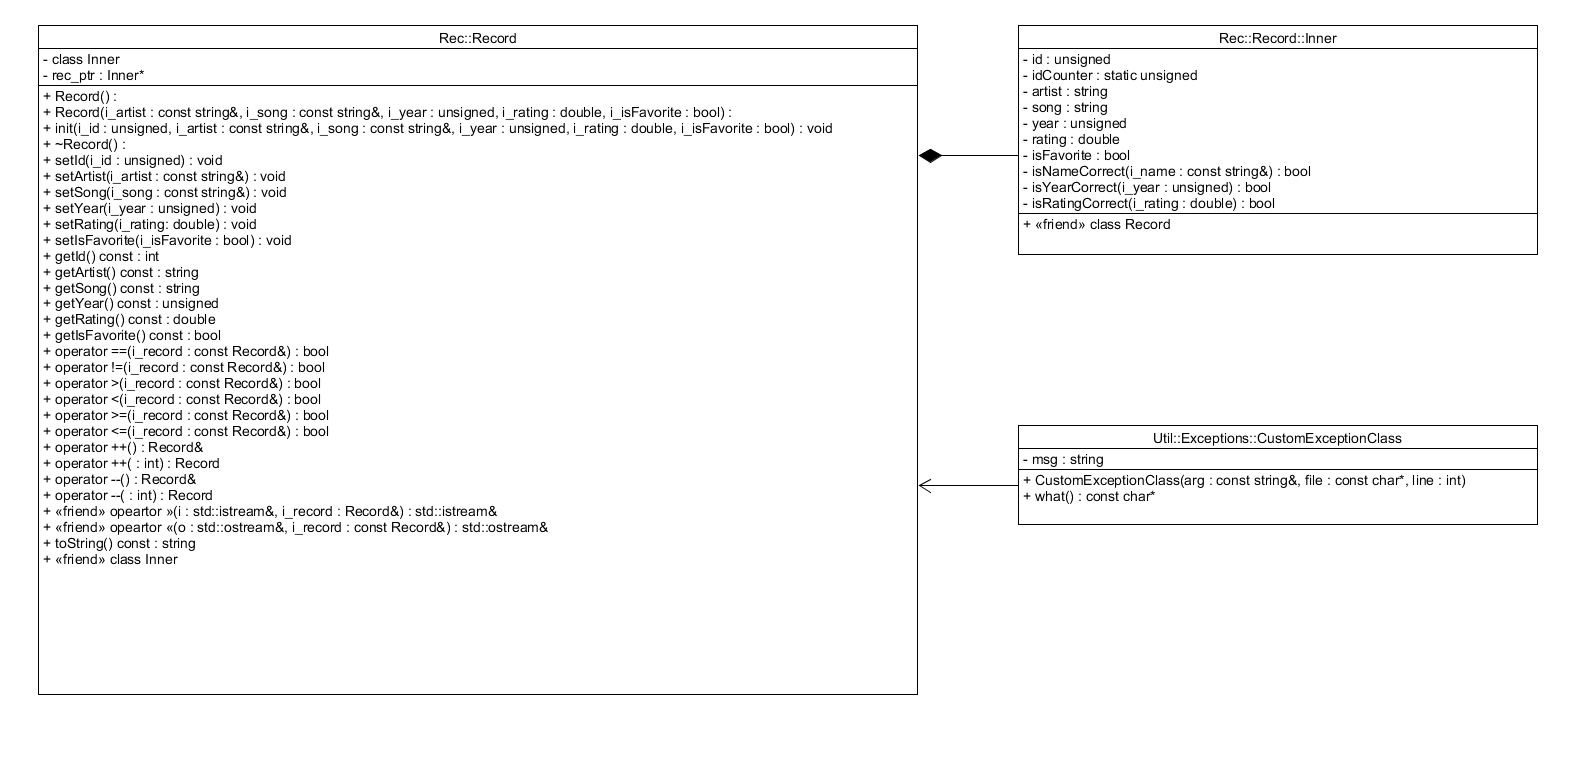 Rec::Record
- class Inner
- rec_ptr : Inner*
+ Record() :
+ Record(i_artist : const string&, i_song : const string&, i_year : unsigned, i_rating : double, i_isFavorite : bool) :
+ init(i_id : unsigned, i_artist : const string&, i_song : const string&, i_year : unsigned, i_rating : double, i_isFavorite : bool) : void
+ ~Record() :
+ setId(i_id : unsigned) : void
+ setArtist(i_artist : const string&) : void
+ setSong(i_song : const string&) : void
+ setYear(i_year : unsigned) : void
+ setRating(i_rating: double) : void
+ setIsFavorite(i_isFavorite : bool) : void
+ getId() const : int
+ getArtist() const : string
+ getSong() const : string
+ getYear() const : unsigned
+ getRating() const : double
+ getIsFavorite() const : bool
+ operator ==(i_record : const Record&) : bool
+ operator !=(i_record : const Record&) : bool
+ operator >(i_record : const Record&) : bool
+ operator <(i_record : const Record&) : bool
+ operator >=(i_record : const Record&) : bool
+ operator <=(i_record : const Record&) : bool
+ operator ++() : Record&
+ operator ++( : int) : Record
+ operator --() : Record&
+ operator --( : int) : Record
+ «friend» opeartor »(i : std::istream&, i_record : Record&) : std::istream&
+ «friend» opeartor «(o : std::ostream&, i_record : const Record&) : std::ostream&
+ toString() const : string
+ «friend» class Inner
Rec::Record::Inner
- id : unsigned
- idCounter : static unsigned
- artist : string
- song : string
- year : unsigned
- rating : double
- isFavorite : bool
- isNameCorrect(i_name : const string&) : bool
- isYearCorrect(i_year : unsigned) : bool
- isRatingCorrect(i_rating : double) : bool
+ «friend» class Record
Util::Exceptions::CustomExceptionClass
- msg : string
+ CustomExceptionClass(arg : const string&, file : const char*, line : int)
+ what() : const char*